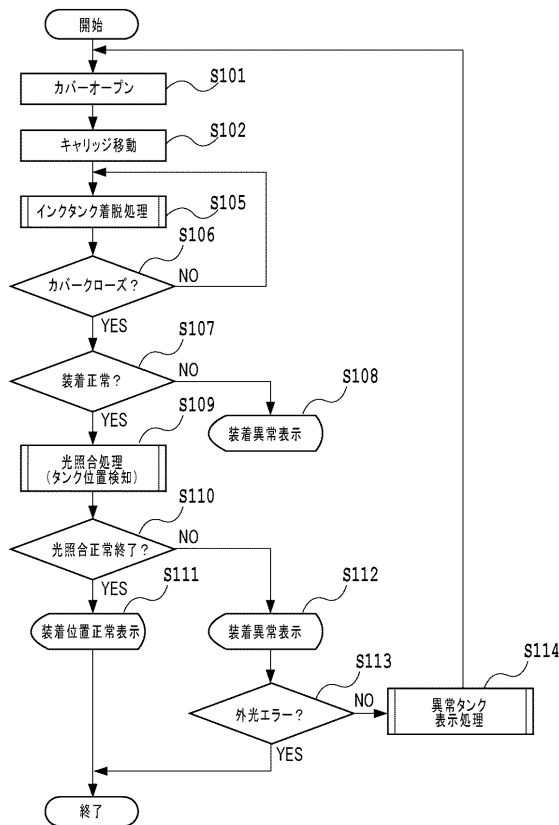 開始
カバーオープン
S101
キャリッジ移動
S102
インクタンク着脱処理
S105
カバークローズ？
S106
NO
YES
装着正常？
S107
NO
YES
装着異常表示
S108
光照合処理
(タンク位置検知)
S109
光照合正常終了？
S110
NO
YES
装着位置正常表示
S111
装着異常表示
S112
外光エラー？
S113
NO
YES
異常タンク
表示処理
S114
終了